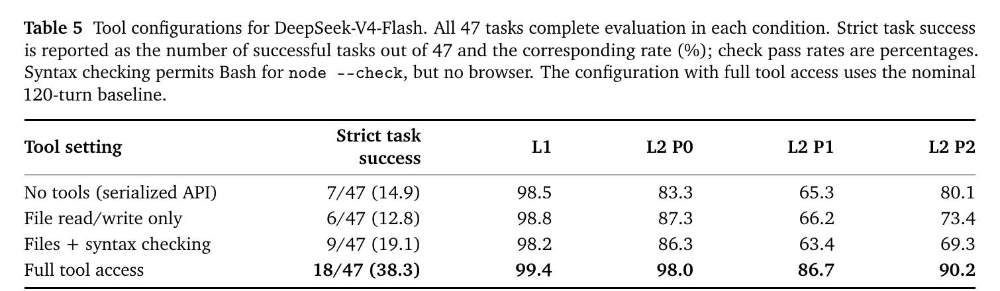 Table 5 Tool configurations for DeepSeek-V4-Flash. All 47 tasks complete evaluation in each condition. Strict task success
is reported as the number of successful tasks out of 47 and the corresponding rate (%); check pass rates are percentages.
Syntax checking permits Bash for node --check, but no browser. The configuration with full tool access uses the nominal
120-turn baseline.
Tool setting Strict task success L1 L2 P0 L2 P1 L2 P2
No tools (serialized API) 7/47 (14.9) 98.5 83.3 65.3 80.1
File read/write only 6/47 (12.8) 98.8 87.3 66.2 73.4
Files + syntax checking 9/47 (19.1) 98.2 86.3 63.4 69.3
Full tool access 18/47 (38.3) 99.4 98.0 86.7 90.2